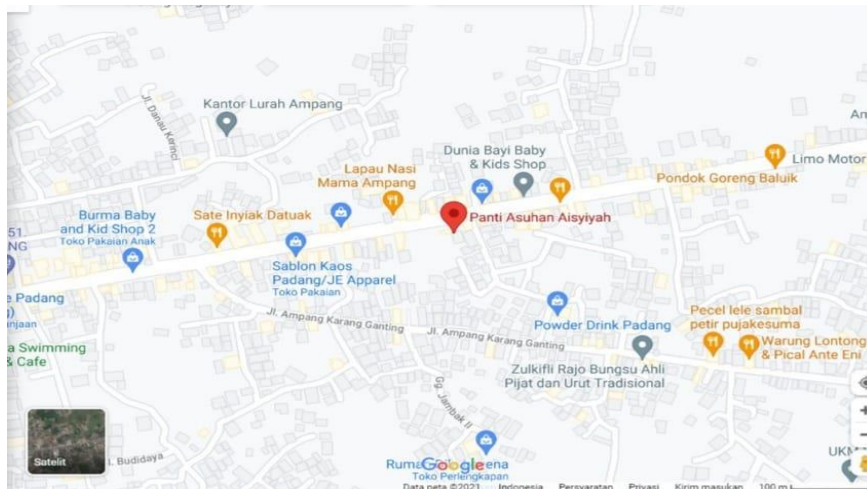 Kantor Lurah Ampang
Jl. Danau Kerinci
Dunia Bayi Baby
& Kids Shop
Limo Motor
Pondok Goreng Baluik
Lapau Nasi
Mama Ampang
Panti Asuhan Aisyiyah
Sate Inyiak Datuak
Burma Baby
and Kid Shop 2
Toko Pakaian Anak
51
Sablon Kaos
Padang/JE Apparel
Toko Pakaian
e Padang
Powder Drink Padang
Pecel lele sambal
petir pujakesuma
Jl. Ampang Karang Ganting
Jl. Ampang Karang Ganting
a Swimming
& Cafe
Warung Lontong
& Pical Ante Eni
Zulkifli Rajo Bungsu Ahli
Pijat dan Urut Tradisional
Gg. Jambak II
Satelit
Jl. Budidaya
Google
Toko Perlengkapan
UKM
Data peta ©2021 Indonesia Persyaratan Privasi Kirim masukan 100 m